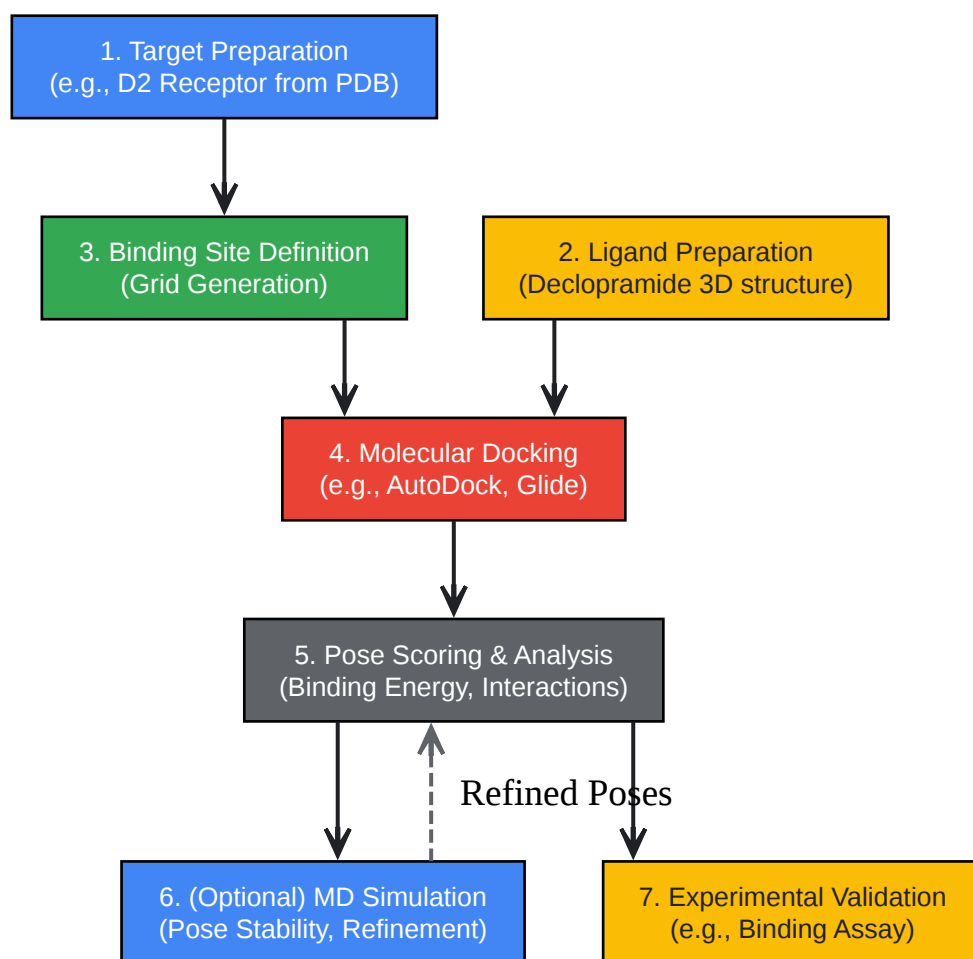 1. Target Preparation
(e.g., D2 Receptor from PDB)
3. Binding Site Definition
(Grid Generation)
2. Ligand Preparation
(Declopramide 3D structure)
4. Molecular Docking
(e.g., AutoDock, Glide)
5. Pose Scoring & Analysis
(Binding Energy, Interactions)
Refined Poses
6. (Optional) MD Simulation
(Pose Stability, Refinement)
7. Experimental Validation
(e.g., Binding Assay)